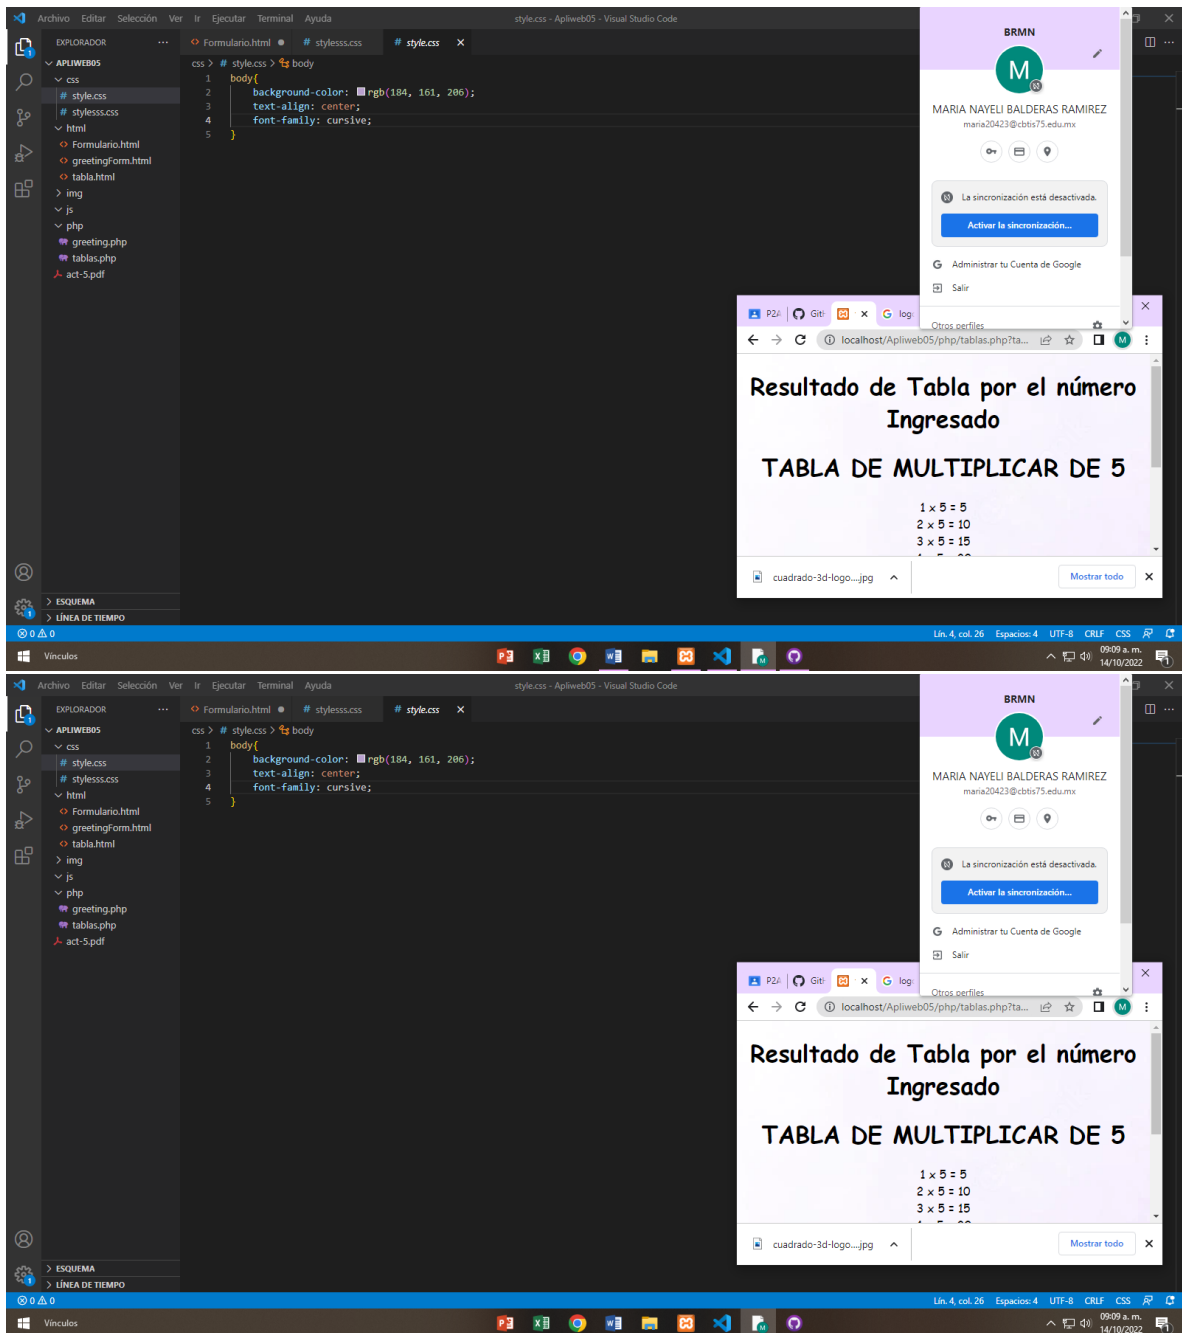 Archivo Editar Selección Ver Ir Ejecutar Terminal Ayuda
style.css - Apliweb05 - Visual Studio Code
EXPLORADOR
Formulario.html
# stylesss.css
# style.css
APLIWEB05
css
# style.css
# stylesss.css
html
Formulario.html
greetingForm.html
tabla.html
img
js
php
greeting.php
tablas.php
act-5.pdf
css > # style.css > body
1 body{
2 background-color: rgb(184, 161, 206);
3 text-align: center;
4 font-family: cursive;
5 }
BRMN
M
MARIA NAYELI BALDERAS RAMIREZ
maria20423@cbtis75.edu.mx
La sincronización está desactivada.
Activar la sincronización...
Administrar tu Cuenta de Google
Salir
Otros perfiles
P2A
Git
log
localhost/Apliweb05/php/tablas.php?ta...
M
Resultado de Tabla por el número
Ingresado
TABLA DE MULTIPLICAR DE 5
1 x 5 = 5
2 x 5 = 10
3 x 5 = 15
cuadrado-3d-logo....jpg
Mostrar todo
ESQUEMA
LÍNEA DE TIEMPO
0 0
Lín. 4, col. 26 Espacios: 4 UTF-8 CRLF CSS
Vínculos
09:09 a. m.
14/10/2022
Archivo Editar Selección Ver Ir Ejecutar Terminal Ayuda
style.css - Apliweb05 - Visual Studio Code
EXPLORADOR
Formulario.html
# stylesss.css
# style.css
APLIWEB05
css
# style.css
# stylesss.css
html
Formulario.html
greetingForm.html
tabla.html
img
js
php
greeting.php
tablas.php
act-5.pdf
css > # style.css > body
1 body{
2 background-color: rgb(184, 161, 206);
3 text-align: center;
4 font-family: cursive;
5 }
BRMN
M
MARIA NAYELI BALDERAS RAMIREZ
maria20423@cbtis75.edu.mx
La sincronización está desactivada.
Activar la sincronización...
Administrar tu Cuenta de Google
Salir
Otros perfiles
P2A
Git
log
localhost/Apliweb05/php/tablas.php?ta...
M
Resultado de Tabla por el número
Ingresado
TABLA DE MULTIPLICAR DE 5
1 x 5 = 5
2 x 5 = 10
3 x 5 = 15
cuadrado-3d-logo....jpg
Mostrar todo
ESQUEMA
LÍNEA DE TIEMPO
0 0
Lín. 4, col. 26 Espacios: 4 UTF-8 CRLF CSS
Vínculos
09:09 a. m.
14/10/2022